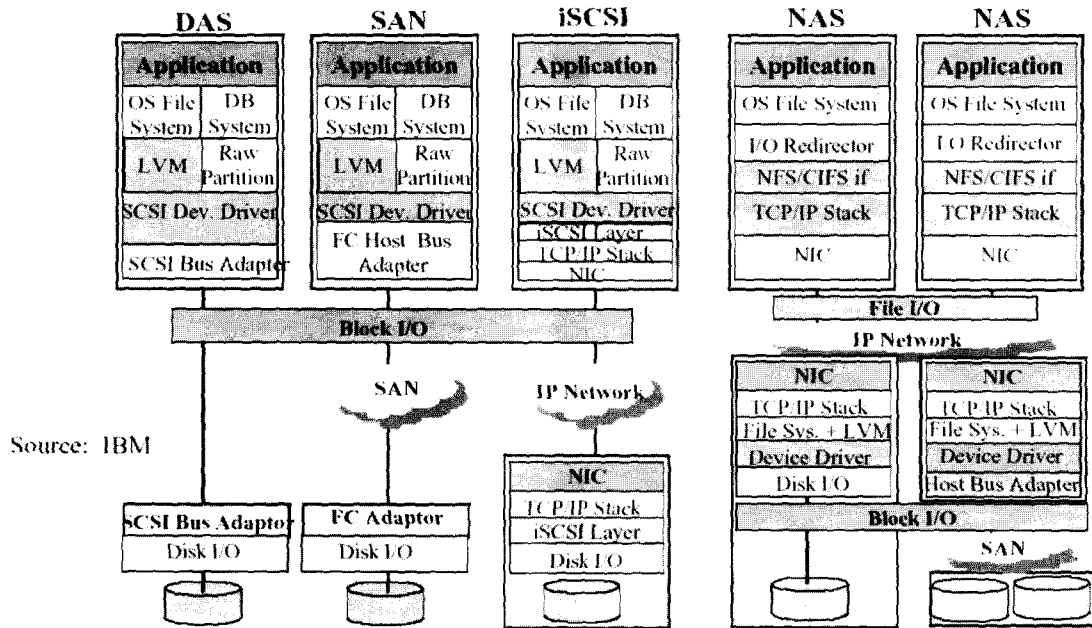 DAS
Application
OS File System
DB System
LVM
Raw Partition
SCSI Dev. Driver
SCSI Bus Adapter
SAN
Application
OS File System
DB System
LVM
Raw Partition
SCSI Dev. Driver
FC Host Bus Adapter
iSCSI
Application
OS File System
DB System
LVM
Raw Partition
SCSI Dev. Driver
iSCSI Layer
TCP/IP Stack
NIC
NAS
Application
OS File System
I/O Redirector
NFS/CIFS if
TCP/IP Stack
NIC
NAS
Application
OS File System
I/O Redirector
NFS/CIFS if
TCP/IP Stack
NIC
Block I/O
File I/O
IP Network
SAN
IP Network
Source: IBM
SCSI Bus Adaptor
Disk I/O
FC Adaptor
Disk I/O
NIC
TCP/IP Stack
iSCSI Layer
Disk I/O
NIC
TCP/IP Stack
File Sys. + LVM
Device Driver
Disk I/O
NIC
TCP/IP Stack
File Sys. + LVM
Device Driver
Host Bus Adapter
Block I/O
SAN